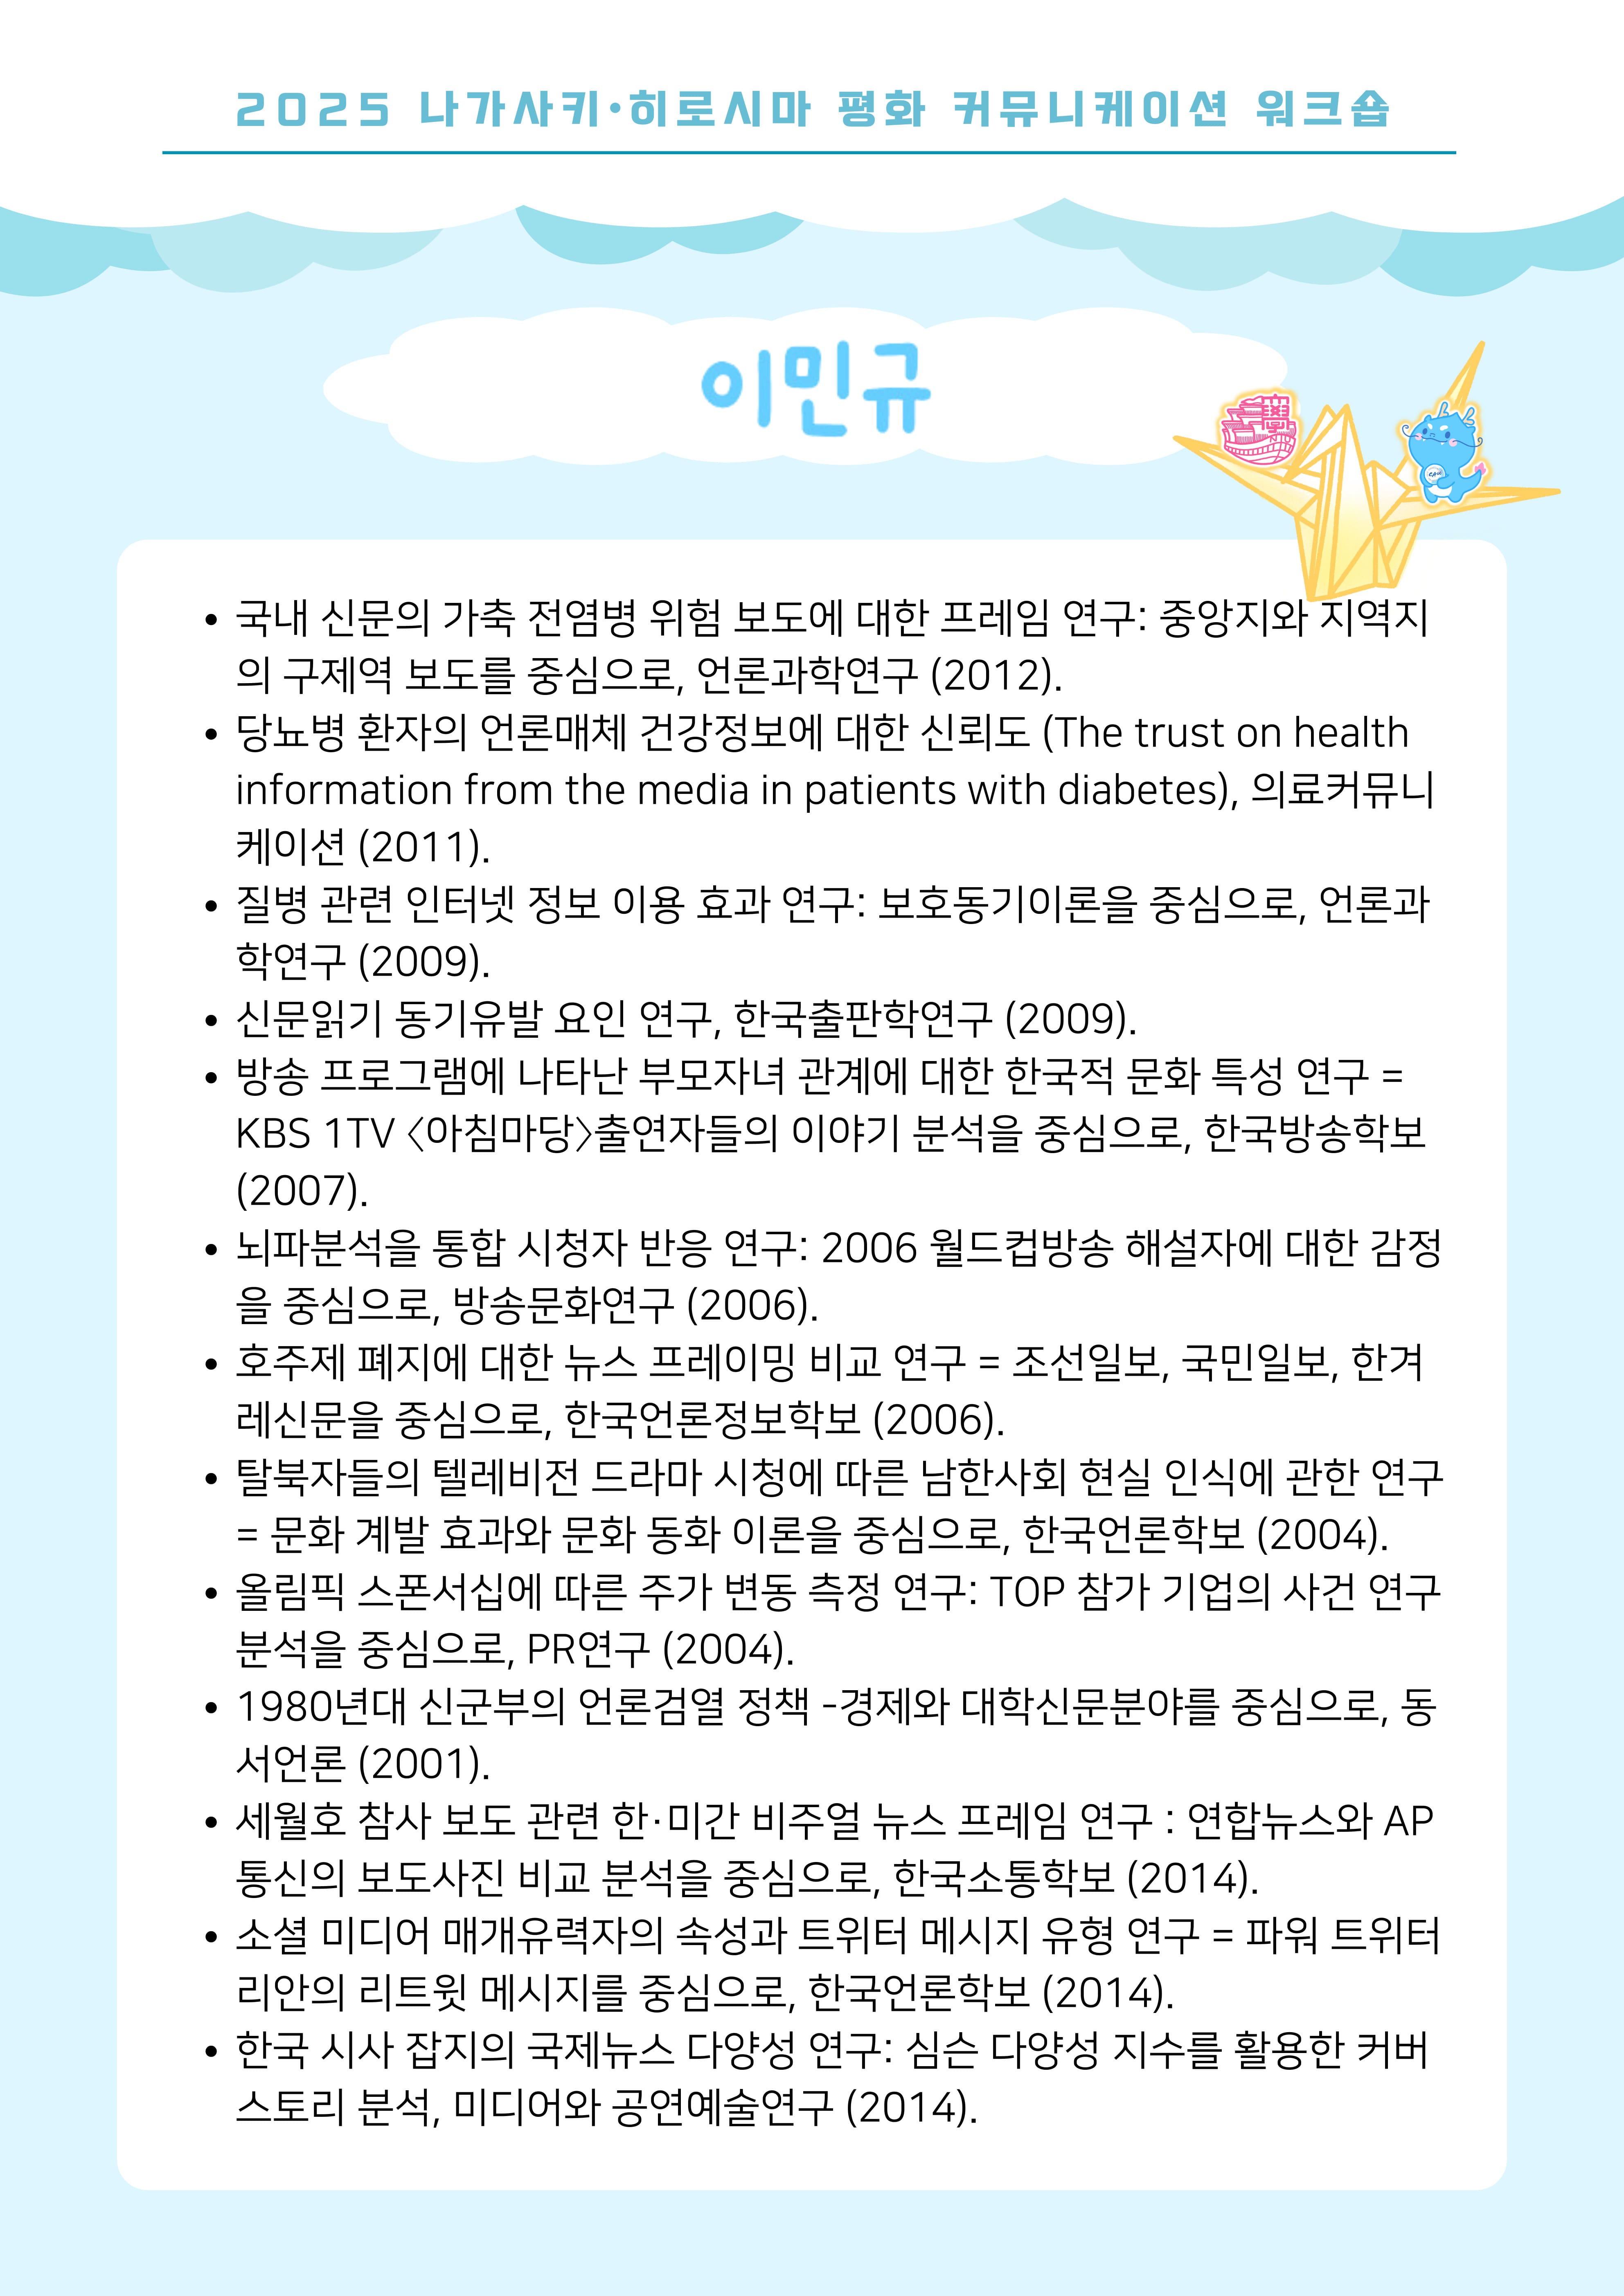 2025 나가사키·히로시마 평화 커뮤니케이션 워크숍
이민규
• 국내 신문의 가축 전염병 위험 보도에 대한 프레임 연구: 중앙지와 지역지
의 구제역 보도를 중심으로, 언론과학연구 (2012).
• 당뇨병 환자의 언론매체 건강정보에 대한 신뢰도 (The trust on health
information from the media in patients with diabetes), 의료커뮤니
케이션 (2011).
• 질병 관련 인터넷 정보 이용 효과 연구: 보호동기이론을 중심으로, 언론과
학연구 (2009).
• 신문읽기 동기유발 요인 연구, 한국출판학연구 (2009).
• 방송 프로그램에 나타난 부모자녀 관계에 대한 한국적 문화 특성 연구 =
KBS 1TV 〈아침마당〉출연자들의 이야기 분석을 중심으로, 한국방송학보
(2007).
• 뇌파분석을 통합 시청자 반응 연구: 2006 월드컵방송 해설자에 대한 감정
을 중심으로, 방송문화연구 (2006).
• 호주제 폐지에 대한 뉴스 프레이밍 비교 연구 = 조선일보, 국민일보, 한겨
레신문을 중심으로, 한국언론정보학보 (2006).
• 탈북자들의 텔레비전 드라마 시청에 따른 남한사회 현실 인식에 관한 연구
= 문화 계발 효과와 문화 동화 이론을 중심으로, 한국언론학보 (2004).
• 올림픽 스폰서십에 따른 주가 변동 측정 연구: TOP 참가 기업의 사건 연구
분석을 중심으로, PR연구 (2004).
• 1980년대 신군부의 언론검열 정책 -경제와 대학신문분야를 중심으로, 동
서언론 (2001).
• 세월호 참사 보도 관련 한·미간 비주얼 뉴스 프레임 연구 : 연합뉴스와 AP
통신의 보도사진 비교 분석을 중심으로, 한국소통학보 (2014).
• 소셜 미디어 매개유력자의 속성과 트위터 메시지 유형 연구 = 파워 트위터
리안의 리트윗 메시지를 중심으로, 한국언론학보 (2014).
• 한국 시사 잡지의 국제뉴스 다양성 연구: 심슨 다양성 지수를 활용한 커버
스토리 분석, 미디어와 공연예술연구 (2014).